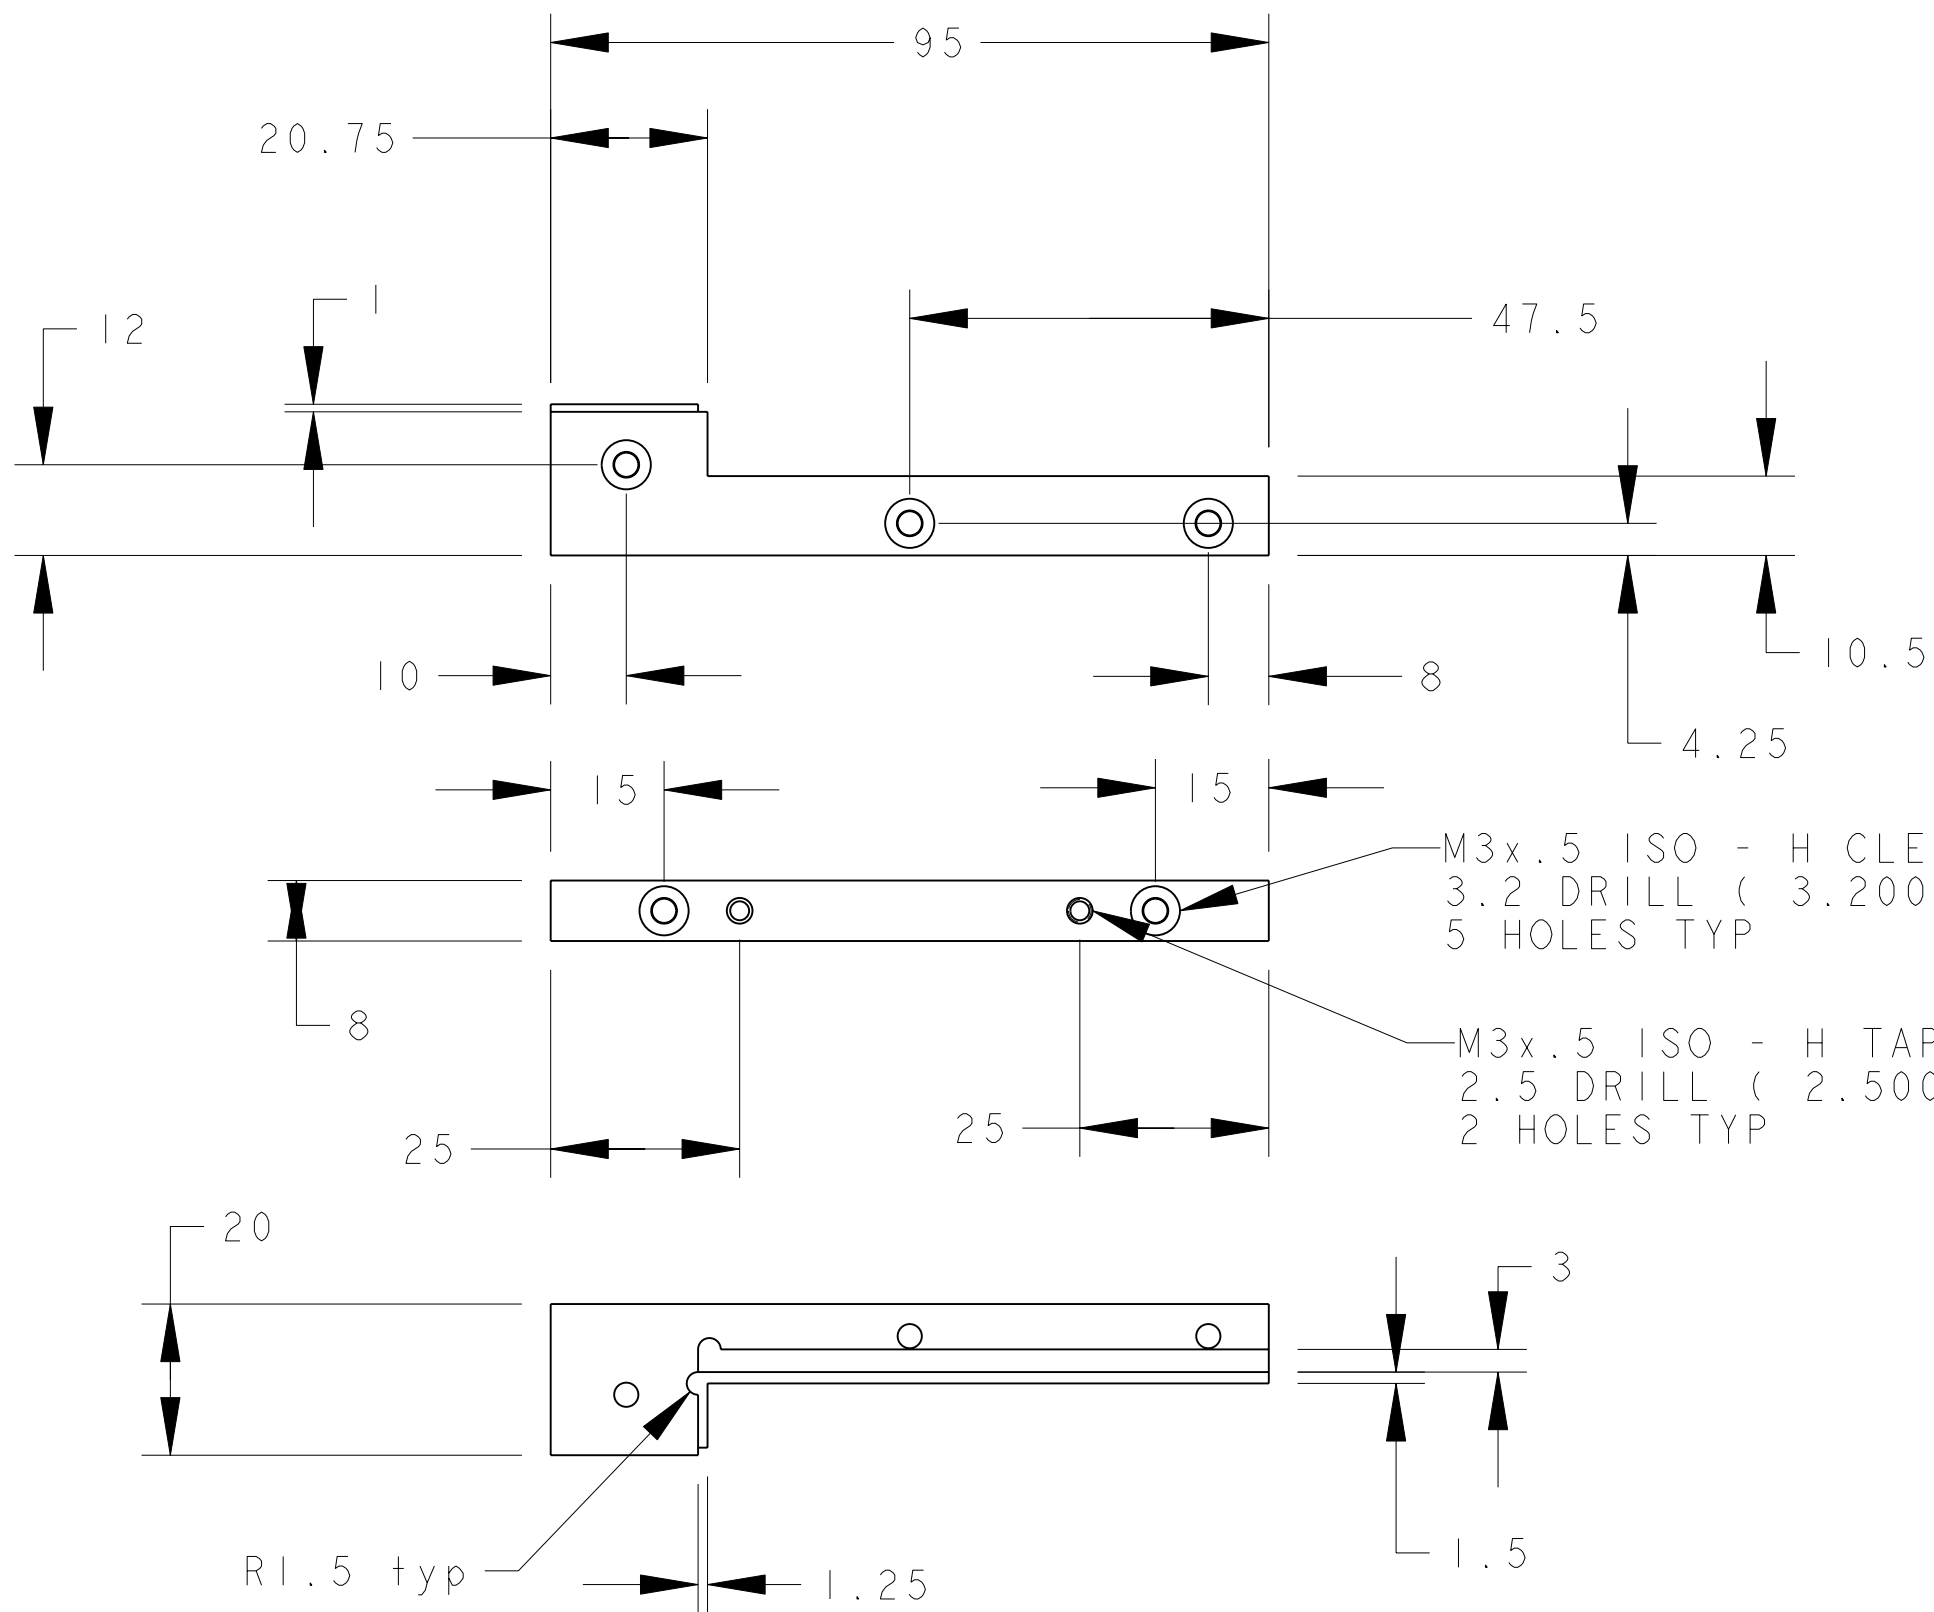 95
20.75
1
12
47.5
10
8
10.5
4.25
15
15
M3x.5 ISO - H CLE
3.2 DRILL ( 3.200
5 HOLES TYP
8
M3x.5 ISO - H TAP
2.5 DRILL ( 2.500
2 HOLES TYP
25
25
20
3
R1.5 typ
1.25
1.5